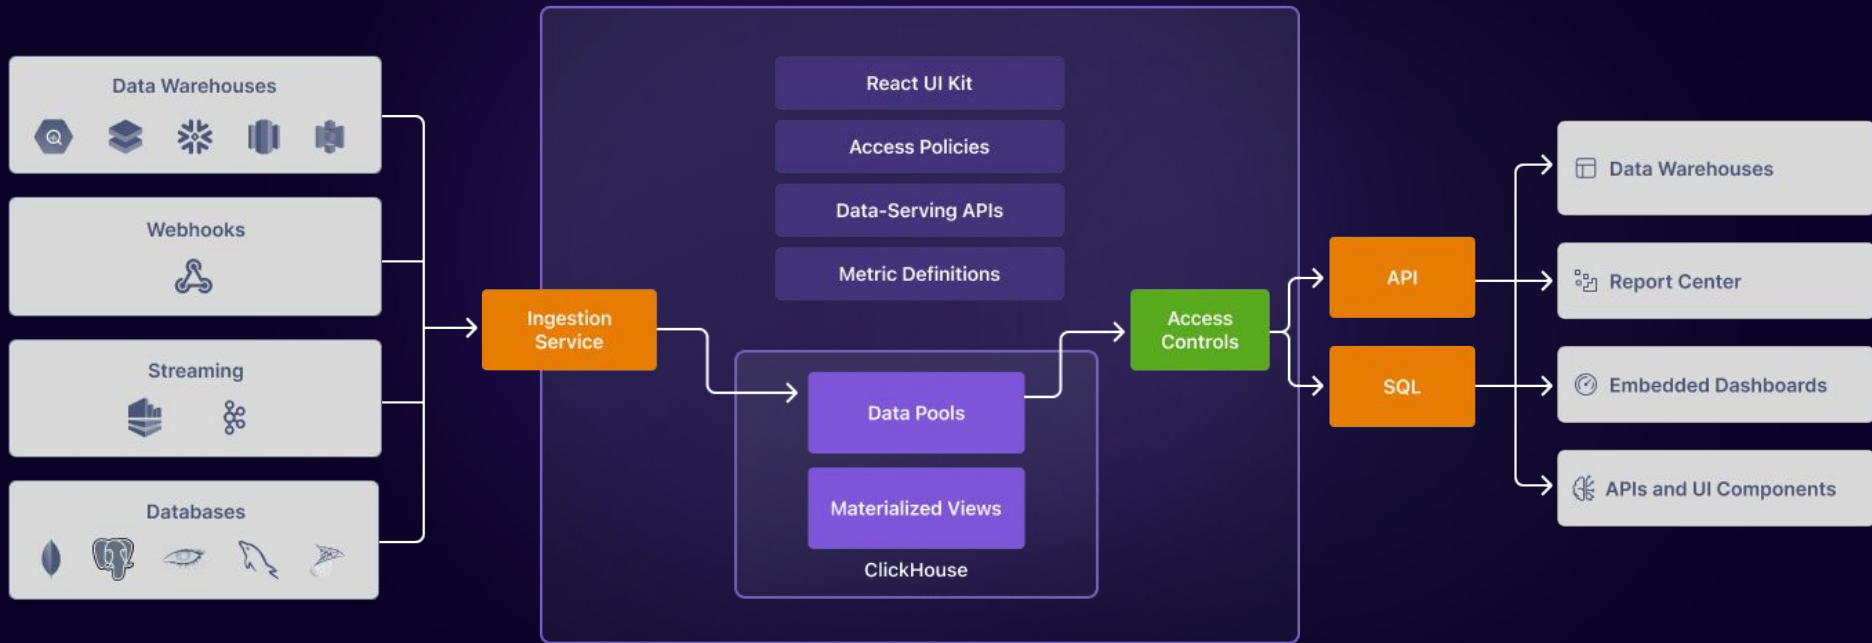 Data Warehouses
Webhooks
Streaming
Databases
Ingestion
Service
React UI Kit
Access Policies
Data-Serving APIs
Metric Definitions
Data Pools
Materialized Views
ClickHouse
Access
Controls
API
SQL
Data Warehouses
Report Center
Embedded Dashboards
APIs and UI Components